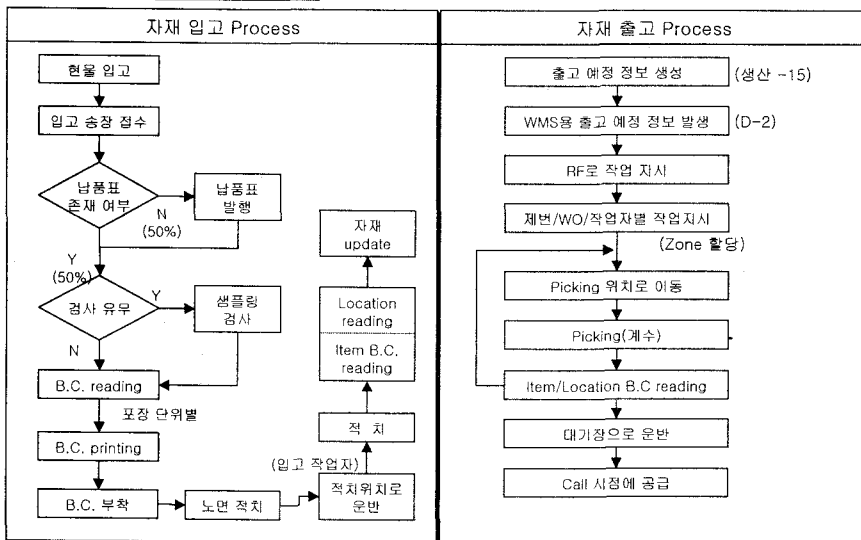 자재 입고 Process
현물 입고
입고 송장 접수
납품표
존재 여부
N
(50%)
납품표
발행
Y
(50%)
검사 유무
Y
샘플링
검사
N
B.C. reading
포장 단위별
B.C. printing
B.C. 부착
노면 적치
적치위치로
운반
(입고 작업자)
적 치
Location
reading
Item B.C.
reading
자재
update
자재 출고 Process
출고 예정 정보 생성
(생산 -15)
WMS용 출고 예정 정보 발생
(D-2)
RF로 작업 지시
제번/WO/작업자별 작업지시
(Zone 할당)
Picking 위치로 이동
Picking(계수)
Item/Location B.C reading
대기장으로 운반
Call 시점에 공급